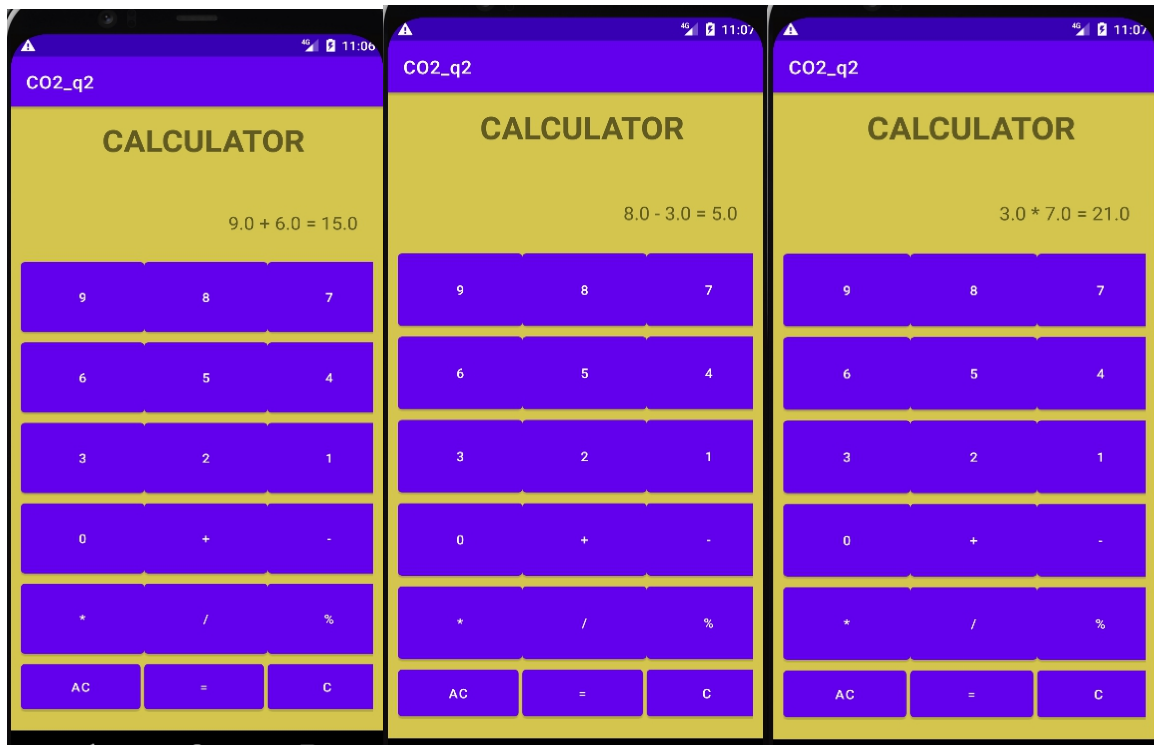 4G 11:06
CO2_q2
CALCULATOR
9.0 + 6.0 = 15.0
9 8 7
6 5 4
3 2 1
0 + -
* / %
AC = C
4G 11:07
CO2_q2
CALCULATOR
8.0 - 3.0 = 5.0
9 8 7
6 5 4
3 2 1
0 + -
* / %
AC = C
4G 11:07
CO2_q2
CALCULATOR
3.0 * 7.0 = 21.0
9 8 7
6 5 4
3 2 1
0 + -
* / %
AC = C